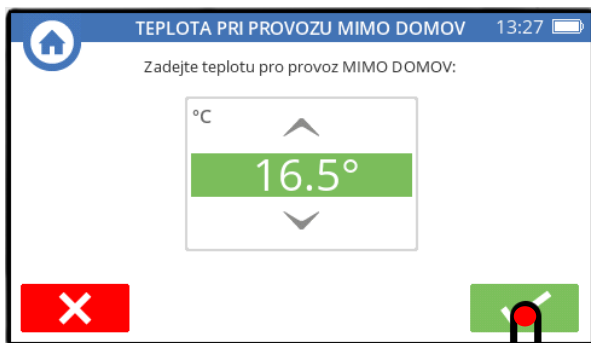 TEPLOTA PRI PROVOZU MIMO DOMOV 13:27
Zadejte teplotu pro provoz MIMO DOMOV:
°C
16.5°